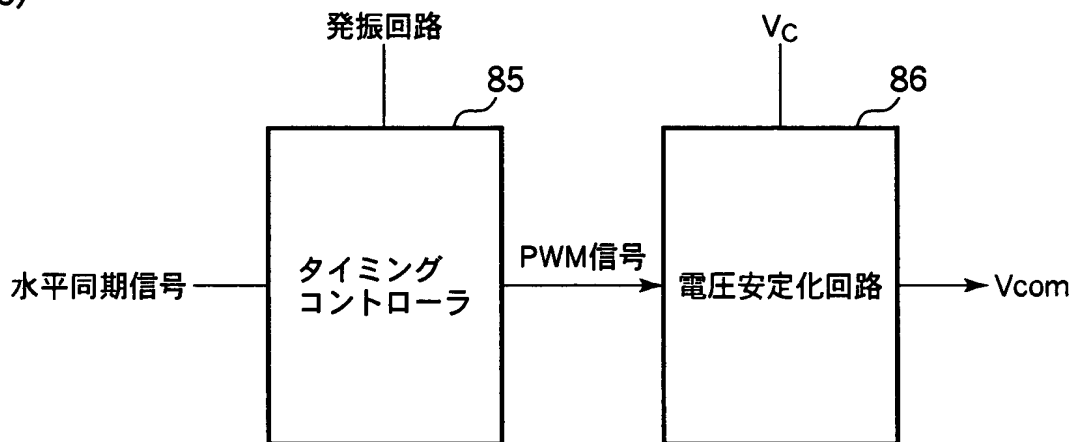 発振回路
VC
85
86
水平同期信号
タイミング
コントローラ
PWM信号
電圧安定化回路
Vcom